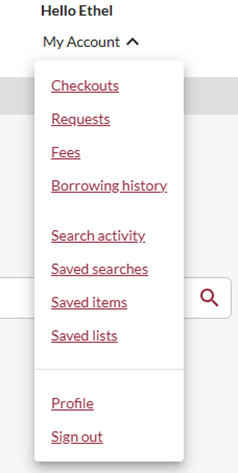 Hello Ethel
My Account
Checkouts
Requests
Fees
Borrowing history
Search activity
Saved searches
Saved items
Saved lists
Profile
Sign out